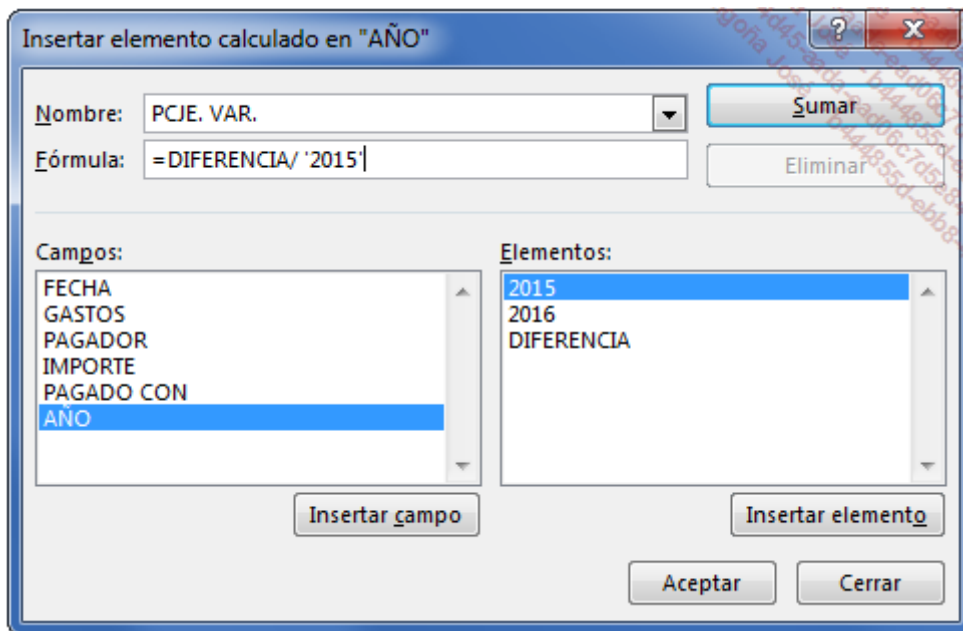 Insertar elemento calculado en "AÑO"
?
Nombre: PCJE. VAR. Sumar
Fórmula: =DIFERENCIA/ '2015' Eliminar
Campos:
FECHA
GASTOS
PAGADOR
IMPORTE
PAGADO CON
AÑO
Insertar campo
Elementos:
2015
2016
DIFERENCIA
Insertar elemento
Aceptar Cerrar